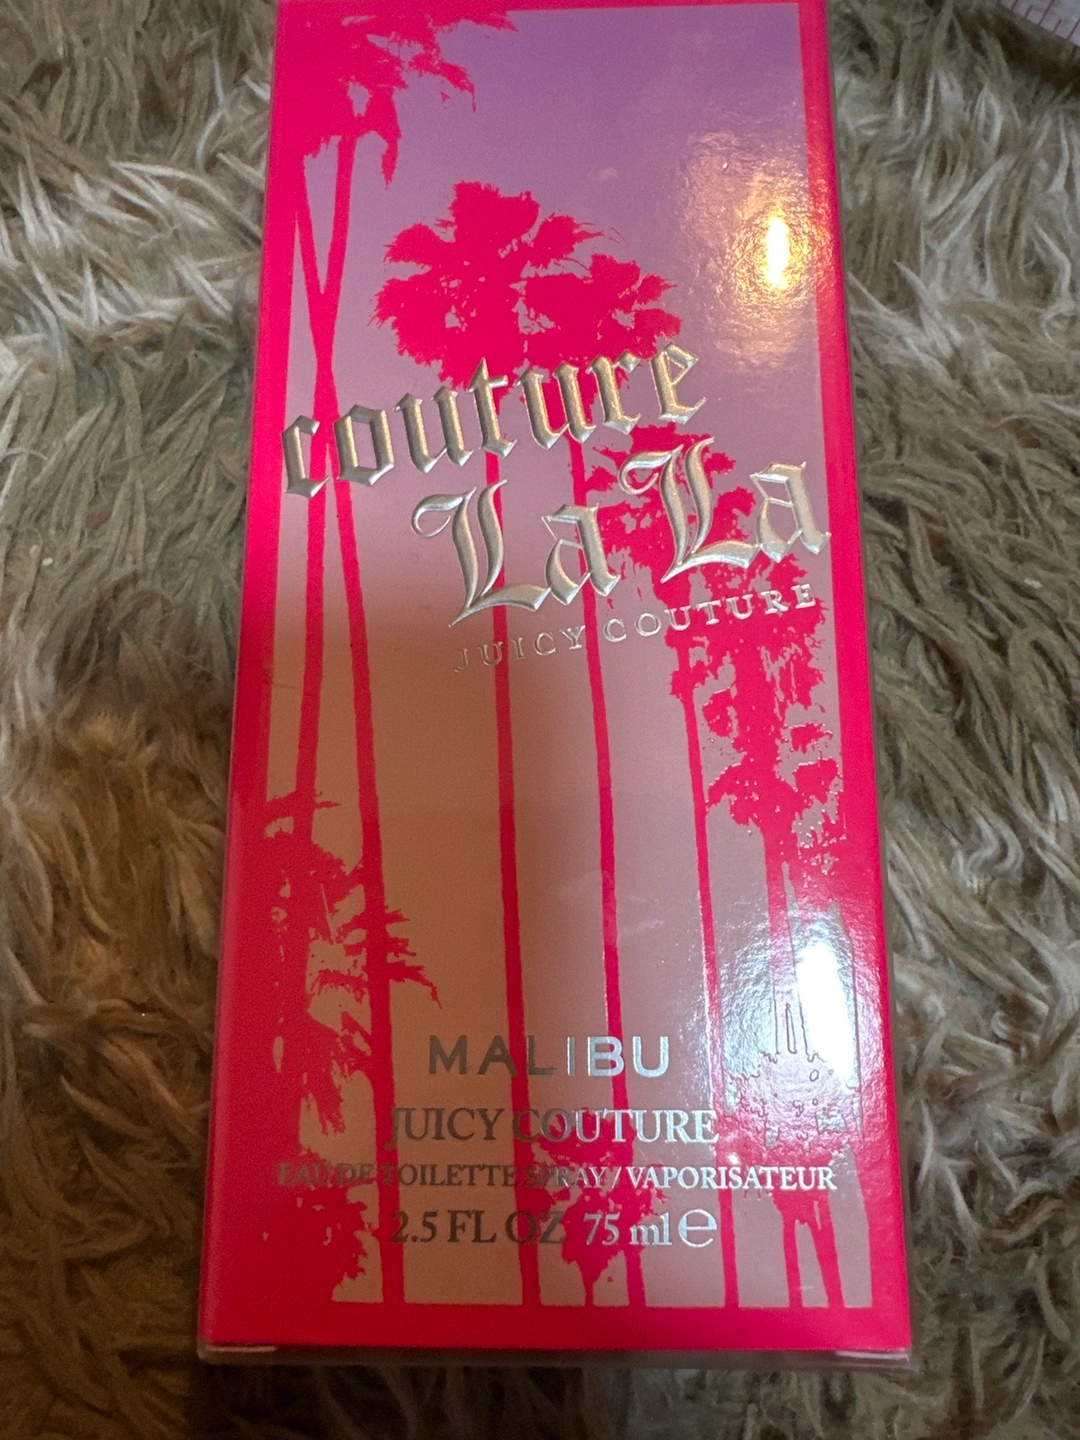 couture
La La
JUICY COUTURE
MALIBU
JUICY COUTURE
EAU DE TOILETTE SPRAY / VAPORISATEUR
2.5 FL OZ 75 ml ℮